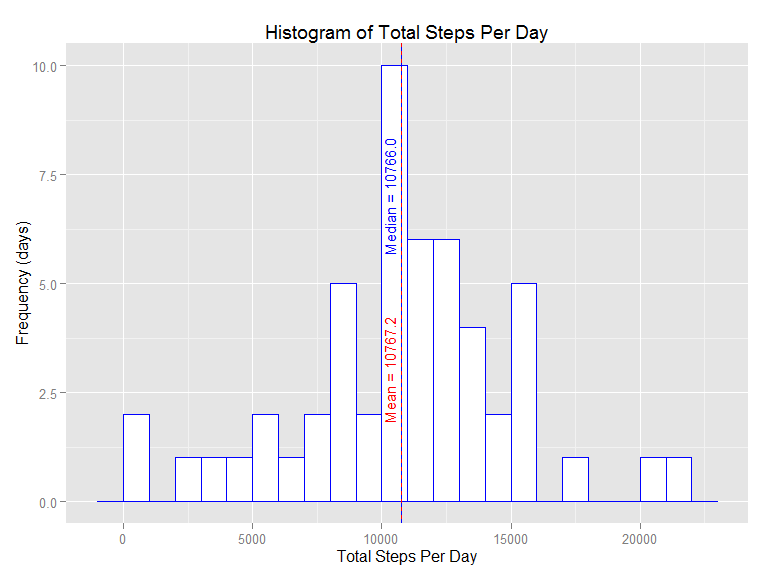 Histogram of Total Steps Per Day
Frequency (days)
10.0
7.5
5.0
2.5
0.0
Median = 10766.0
Mean = 10767.2
0
5000
10000
15000
20000
Total Steps Per Day